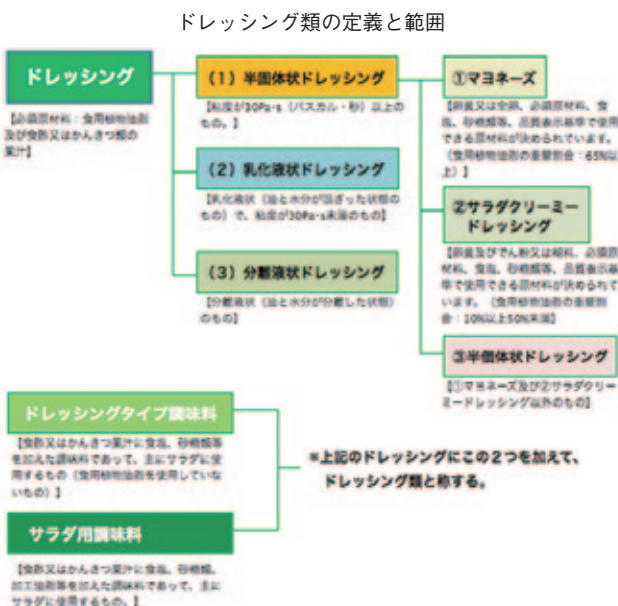 ドレッシング類の定義と範囲
ドレッシング
【必須原材料：食用植物油脂
及び食酢又はかんきつ類の
果汁】
（1）半固体状ドレッシング
【粘度が30Pa·s（パスカル・秒）以上の
もの。】
（2）乳化液状ドレッシング
【乳化液状（油と水分が混ざった状態の
もの）で、粘度が30Pa·s未満のもの】
（3）分離液状ドレッシング
【分離液状（油と水分が分離した状態）
のもの】
①マヨネーズ
【卵黄又は全卵、必須原材料、食
塩、砂糖類等、品質表示基準で使用
できる原材料が決められています。
（食用植物油脂の重量割合：65%以
上）】
②サラダクリーミー
ドレッシング
【卵黄及びでん粉又は糊料、必須原
材料、食塩、砂糖類等、品質表示基
準で使用できる原材料が決められて
います。（食用植物油脂の重量割
合：10%以上50%未満】
③半個体状ドレッシング
【①マヨネーズ及び②サラダクリー
ミードレッシング以外のもの】
ドレッシングタイプ調味料
【食酢又はかんきつ果汁に食塩、砂糖類等
を加えた調味料であって、主にサラダに使
用するもの（食用植物油脂を使用していな
いもの）】
※上記のドレッシングにこの２つを加えて、
ドレッシング類と称する。
サラダ用調味料
【食酢又はかんきつ果汁に食塩、砂糖類、
加工油脂等を加えた調味料であって、主に
サラダに使用するもの。】